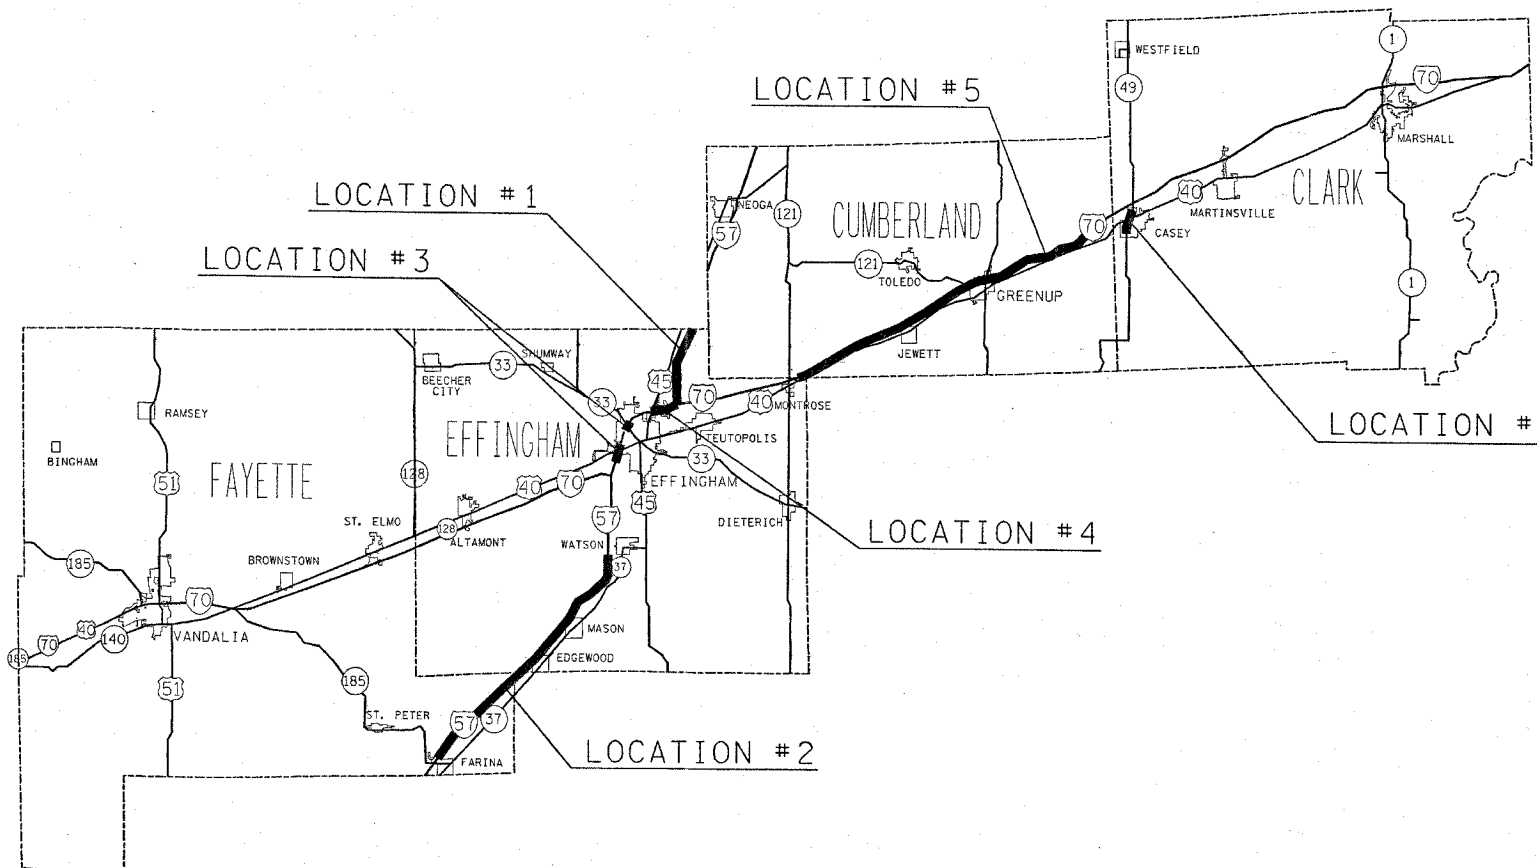 1
WESTFIELD
70
LOCATION #5
49
MARSHALL
LOCATION #1
NEOGA
121
CUMBERLAND
40
MARTINSVILLE
CLARK
57
70
CASEY
LOCATION #3
121
TOLEDO
GREENUP
1
SHUMWAY
JEWETT
33
BEECHER
CITY
45
70
33
40
MONTROSE
RAMSEY
EFFINGHAM
TEUTOPOLIS
LOCATION #
BINGHAM
33
51
FAYETTE
128
40
70
EFFINGHAM
45
ST. ELMO
128
ALTAMONT
57
DIETERICH
LOCATION #4
WATSON
185
BROWNSTOWN
37
70
MASON
40
70
140
VANDALIA
EDGEWOOD
185
51
185
ST. PETER
57
37
LOCATION #2
FARINA